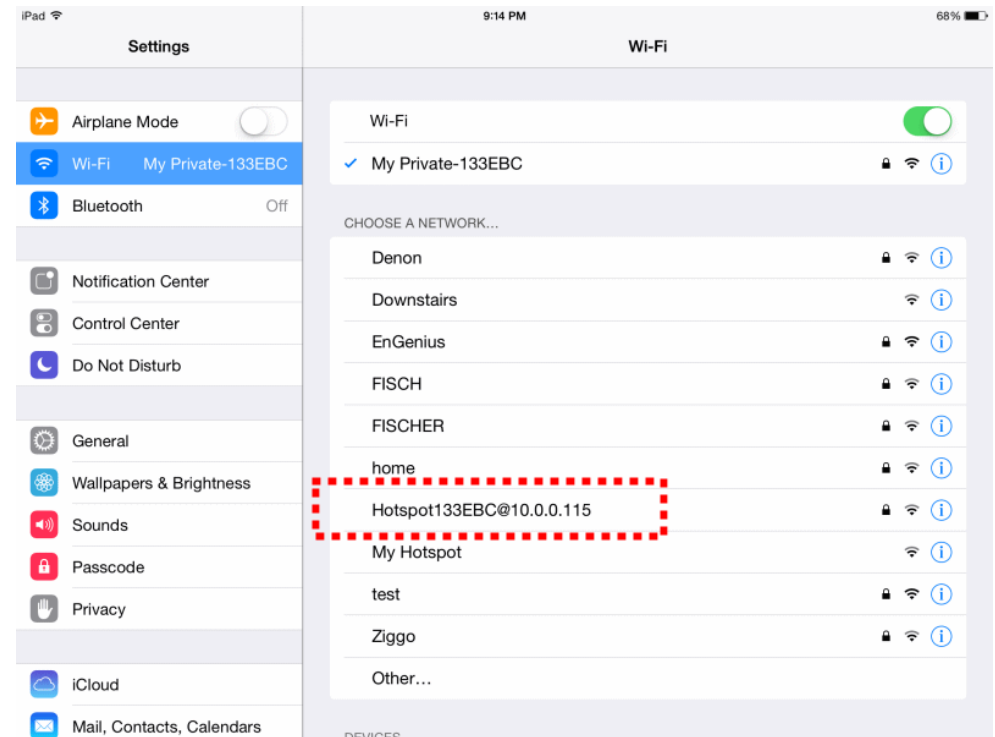 iPad
9:14 PM
68%
Settings
Wi-Fi
Airplane Mode
Wi-Fi My Private-133EBC
Bluetooth Off
Notification Center
Control Center
Do Not Disturb
General
Wallpapers & Brightness
Sounds
Passcode
Privacy
iCloud
Mail, Contacts, Calendars
Wi-Fi
My Private-133EBC
CHOOSE A NETWORK...
Denon
Downstairs
EnGenius
FISCH
FISCHER
home
Hotspot133EBC@10.0.0.115
My Hotspot
test
Ziggo
Other...
DEVICES